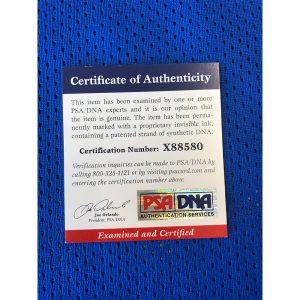 Certificate of Authenticity
This item has been examined by one or more
PSA/DNA experts and it is our opinion that
the item is genuine. The item has been perma-
nently marked with a proprietary invisible ink,
containing a patented strand of synthetic DNA.
Certification Number: X88580
Verification inquiries can be made to PSA/DNA by
calling 800-325-1121 or by visiting psacard.com and
entering the certification number above.
Joe Orlando
President PSA/DNA
PSA DNA
AUTHENTICATION SERVICES
Examined and Certified